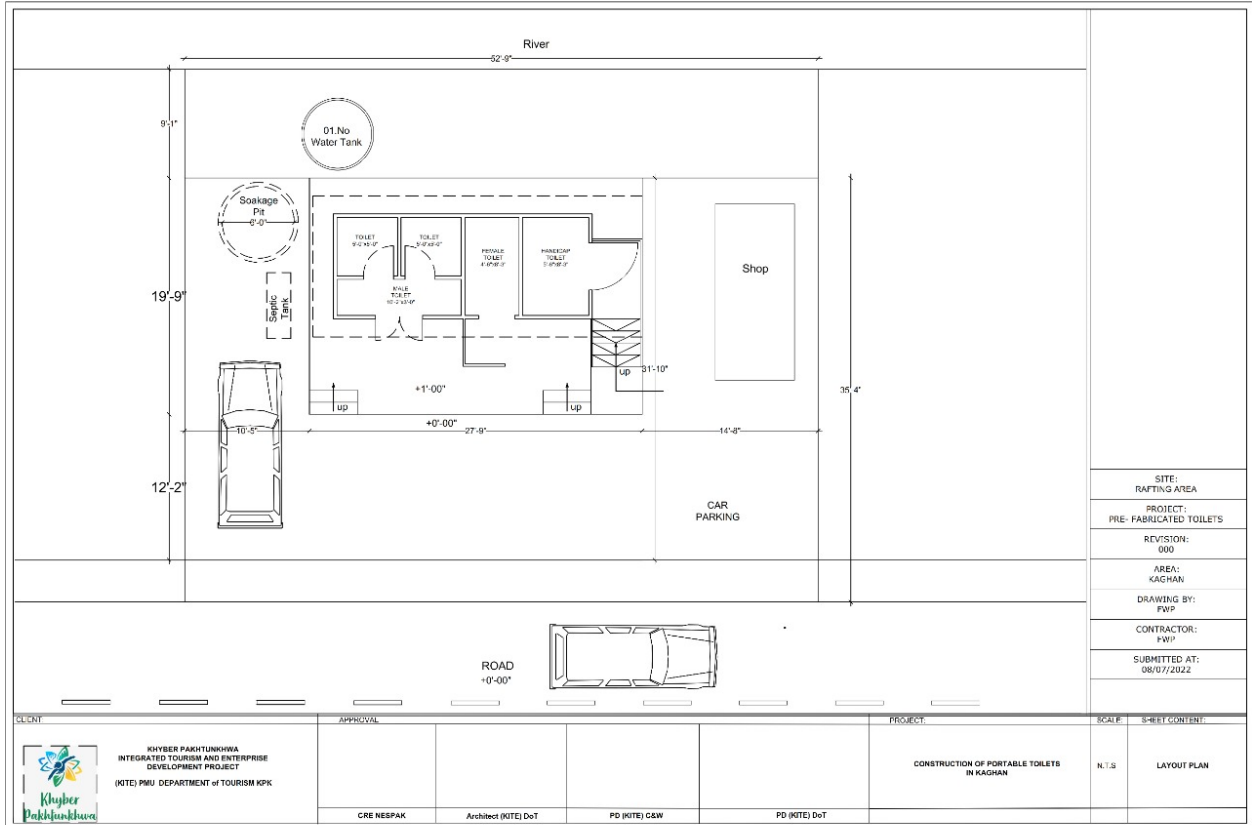 River
52'-9"
9'-1"
01.No
Water Tank
Soakage
Pit
6'-0"
TOILET
TOILET
FEMALE
TOILET
HANDICAP
TOILET
MALE
TOILET
Shop
19'-9"
Septic
Tank
up
31'-10"
35'-4"
+1'-00"
up
up
+0'-00"
10'-5"
27'-9"
14'-8"
12'-2"
CAR
PARKING
ROAD
+0'-00"
SITE:
RAFTING AREA
PROJECT:
PRE- FABRICATED TOILETS
REVISION:
000
AREA:
KAGHAN
DRAWING BY:
FWP
CONTRACTOR:
FWP
SUBMITTED AT:
08/07/2022
CLIENT
APPROVAL
PROJECT:
SCALE:
SHEET CONTENT:
Khyber
Pakhtunkhwa
KHYBER PAKHTUNKHWA
INTEGRATED TOURISM AND ENTERPRISE
DEVELOPMENT PROJECT
(KITE) PMU DEPARTMENT of TOURISM KPK
CONSTRUCTION OF PORTABLE TOILETS
IN KAGHAN
N.T.S
LAYOUT PLAN
CRE NESPAK
Architect (KITE) DoT
PD (KITE) C&W
PD (KITE) DoT